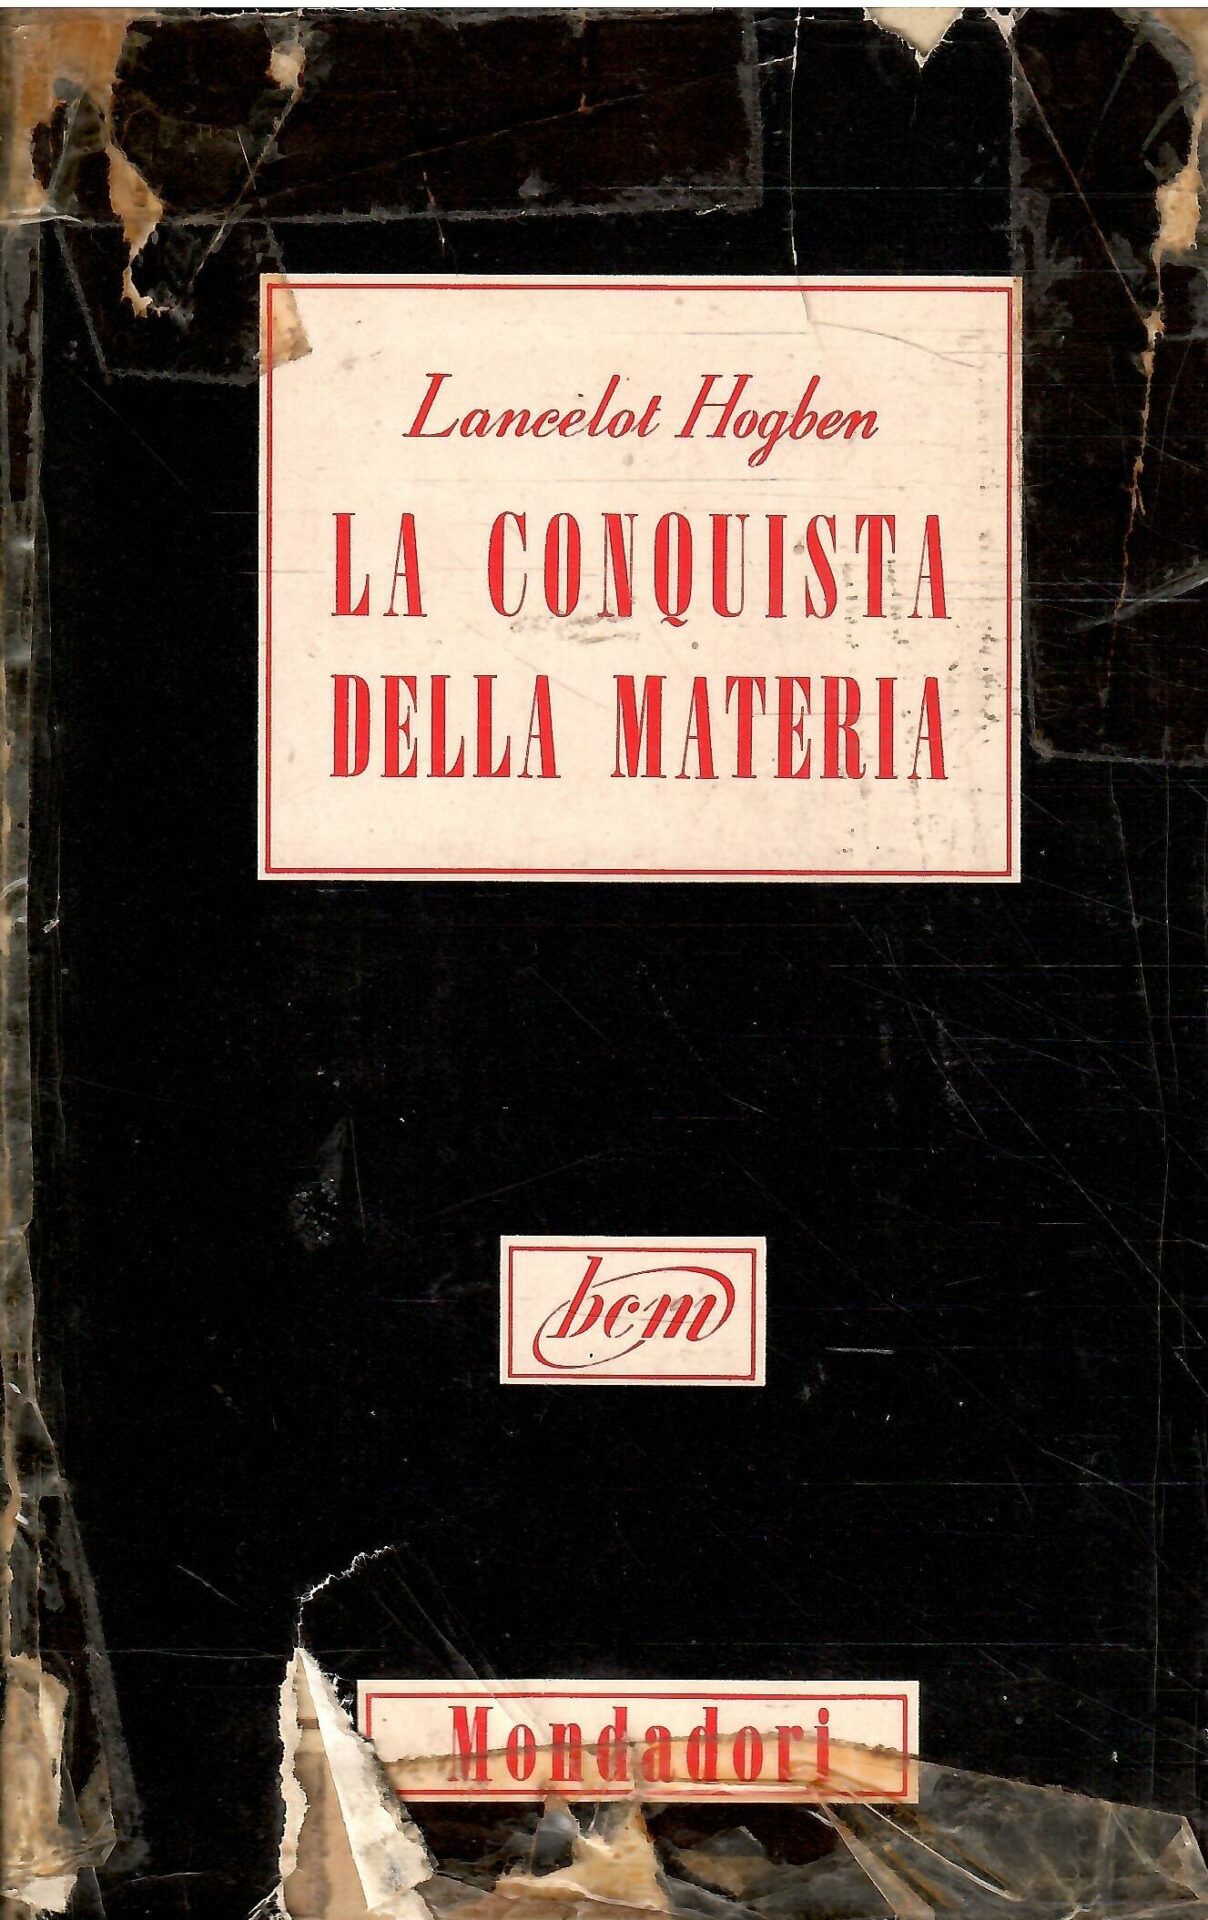 Lancelot Hogben
LA CONQUISTA
DELLA MATERIA
bcm
Mondadori